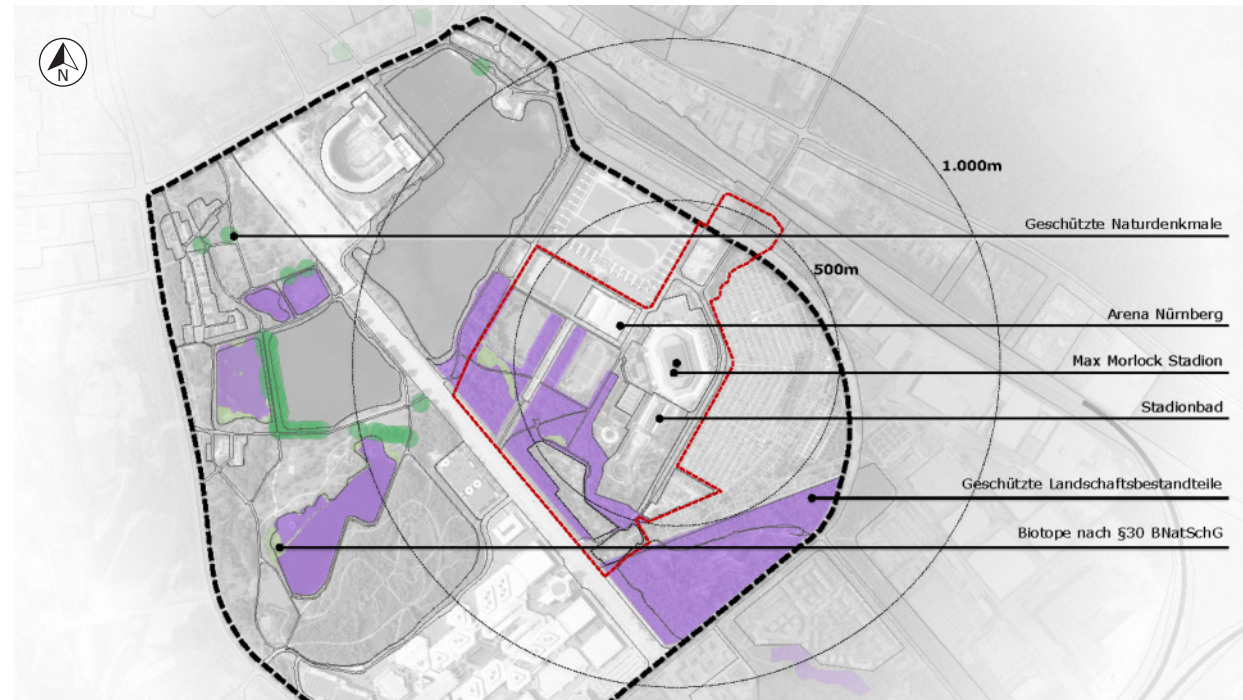 N
1.000m
Geschützte Naturdenkmale
500m
Arena Nürnberg
Max Morlock Stadion
Stadionbad
Geschützte Landschaftsbestandteile
Biotope nach §30 BNatSchG